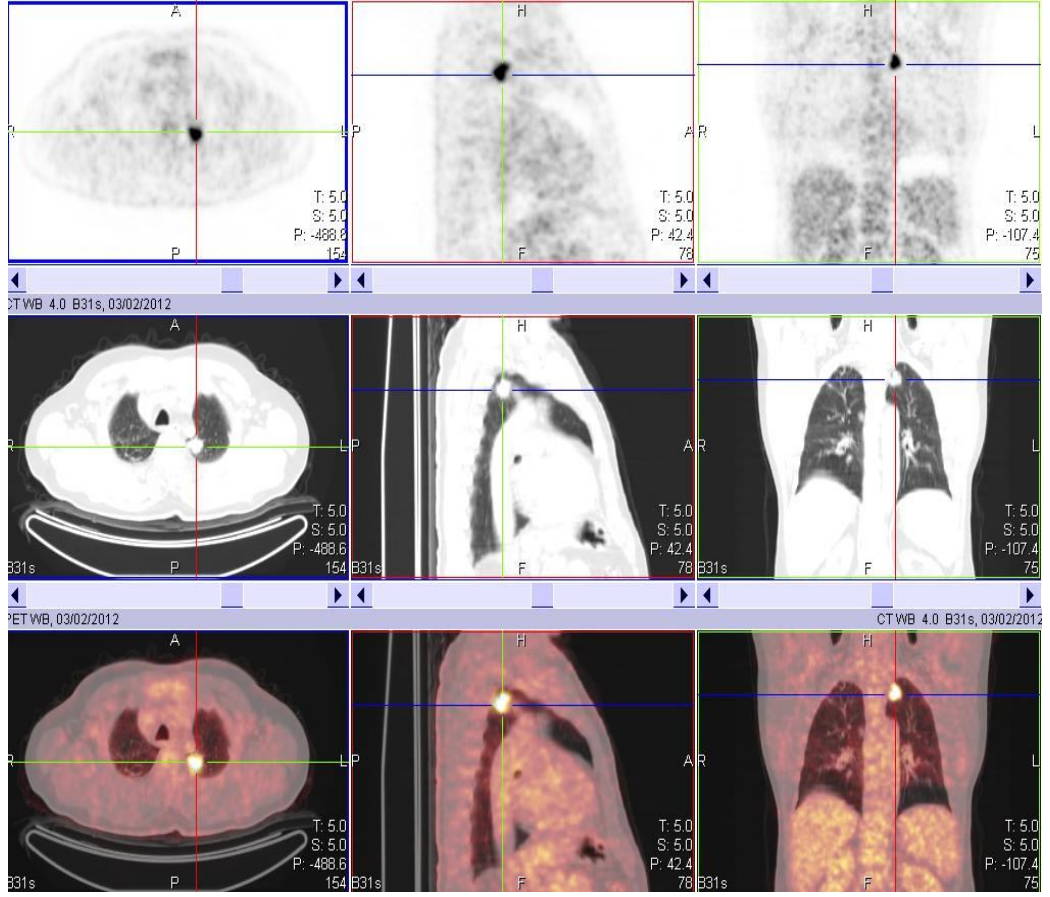 A
R
L
T: 5.0
S: 5.0
P: -488.6
154
P
H
P
A
T: 5.0
S: 5.0
P: 42.4
78
F
H
R
L
T: 5.0
S: 5.0
P: -107.4
75
F
CT WB 4.0 B31s, 03/02/2012
A
R
L
T: 5.0
S: 5.0
P: -488.6
154
B31s
P
H
P
A
T: 5.0
S: 5.0
P: 42.4
78
B31s
F
H
R
L
T: 5.0
S: 5.0
P: -107.4
75
B31s
F
PET WB, 03/02/2012
CT WB 4.0 B31s, 03/02/2012
A
R
L
T: 5.0
S: 5.0
P: -488.6
154
B31s
P
H
P
A
T: 5.0
S: 5.0
P: 42.4
78
B31s
F
H
R
L
T: 5.0
S: 5.0
P: -107.4
75
B31s
F